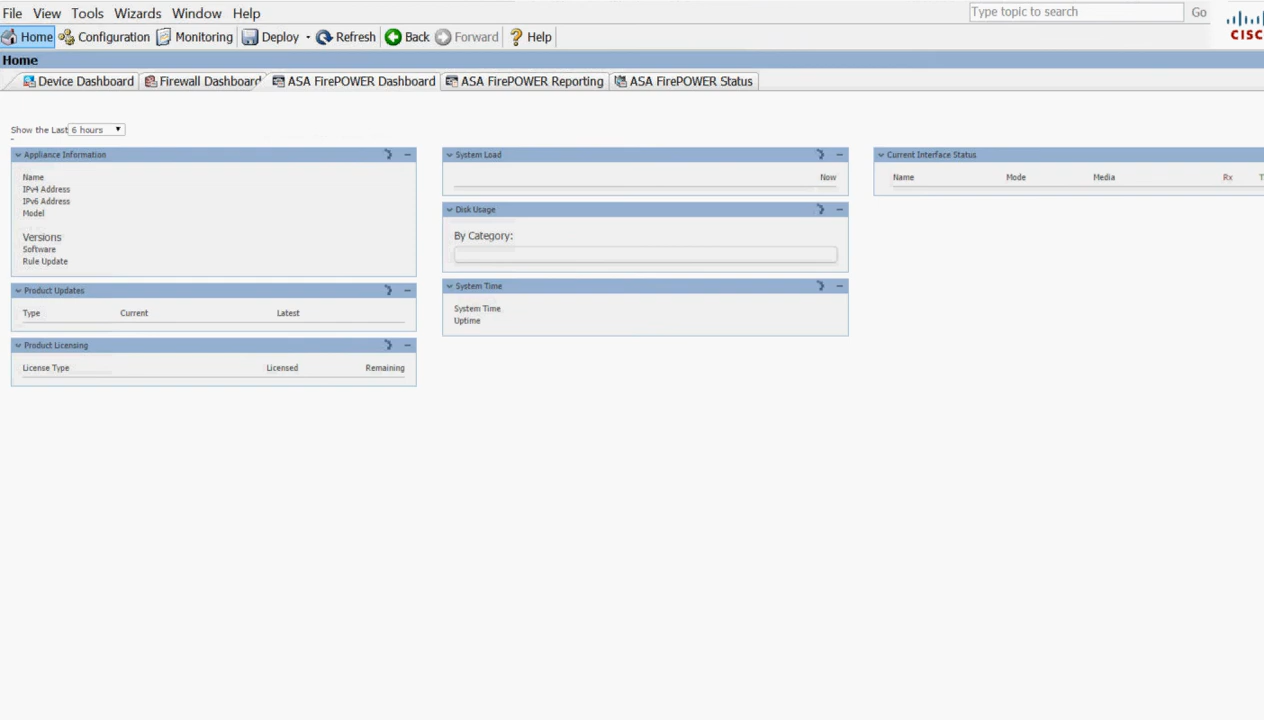 File View Tools Wizards Window Help
Type topic to search Go
Home Configuration Monitoring Deploy Refresh Back Forward Help
Home
Device Dashboard Firewall Dashboard ASA FirePOWER Dashboard ASA FirePOWER Reporting ASA FirePOWER Status
Show the Last 6 hours
Appliance Information
Name
IPv4 Address
IPv6 Address
Model
Versions
Software
Rule Update
Product Updates
Type Current Latest
Product Licensing
License Type Licensed Remaining
System Load
Now
Disk Usage
By Category:
System Time
System Time
Uptime
Current Interface Status
Name Mode Media Rx